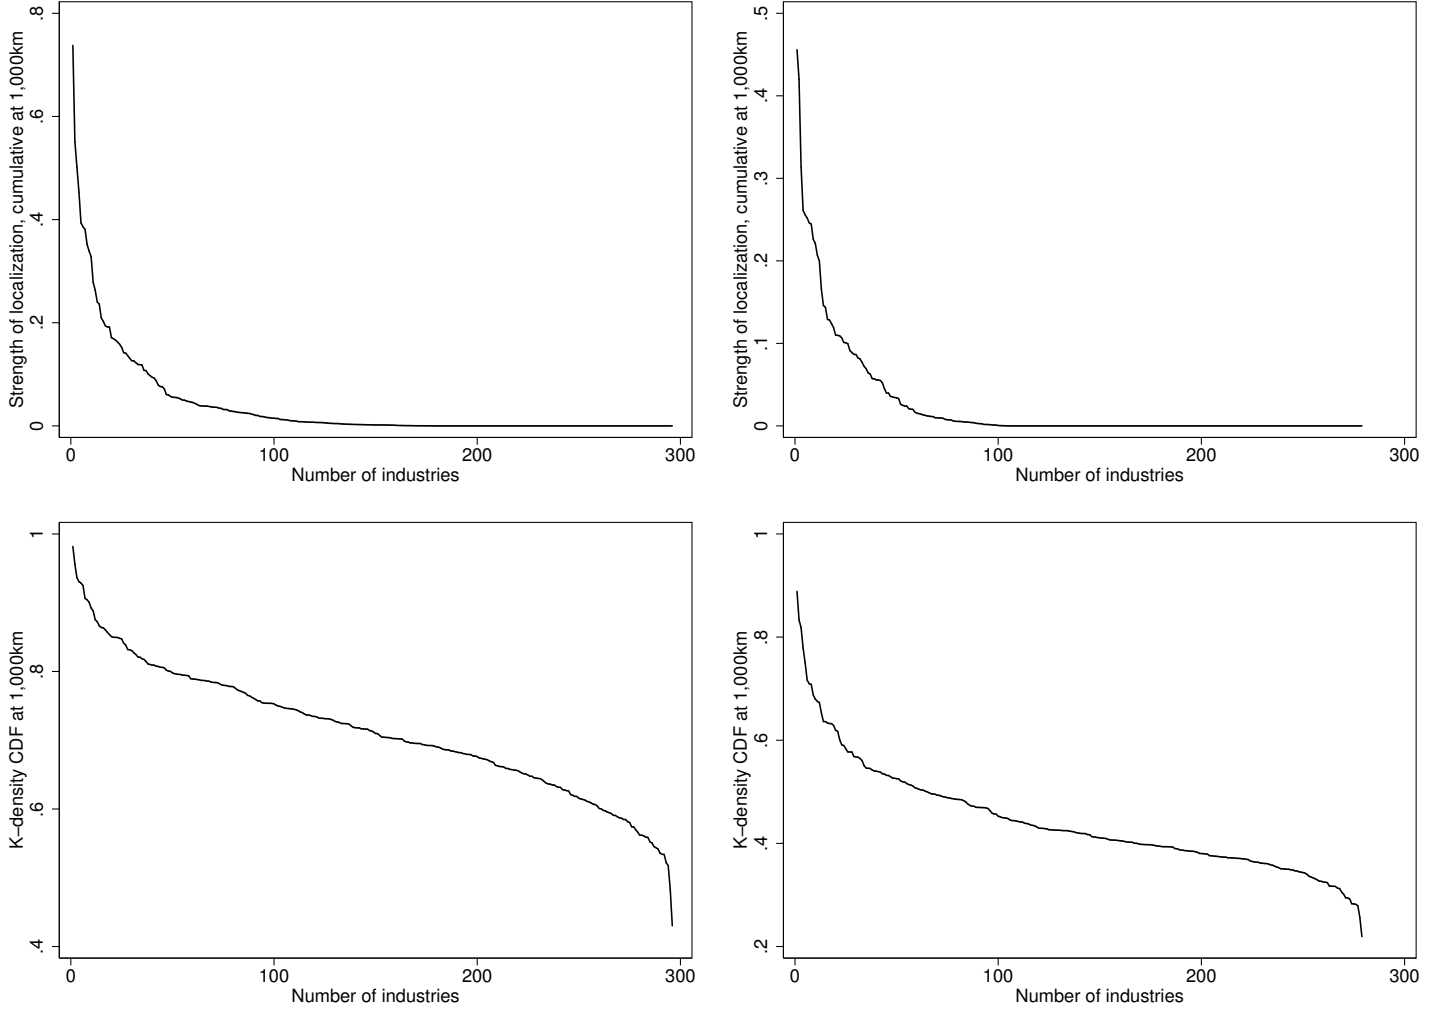 Strength of localization, cumulative at 1,000km
.8
.6
.4
.2
0
0 100 200 300
Number of industries
Strength of localization, cumulative at 1,000km
.5
.4
.3
.2
.1
0
0 100 200 300
Number of industries
K−density CDF at 1,000km
1
.8
.6
.4
0 100 200 300
Number of industries
K−density CDF at 1,000km
1
.8
.6
.4
.2
0 100 200 300
Number of industries